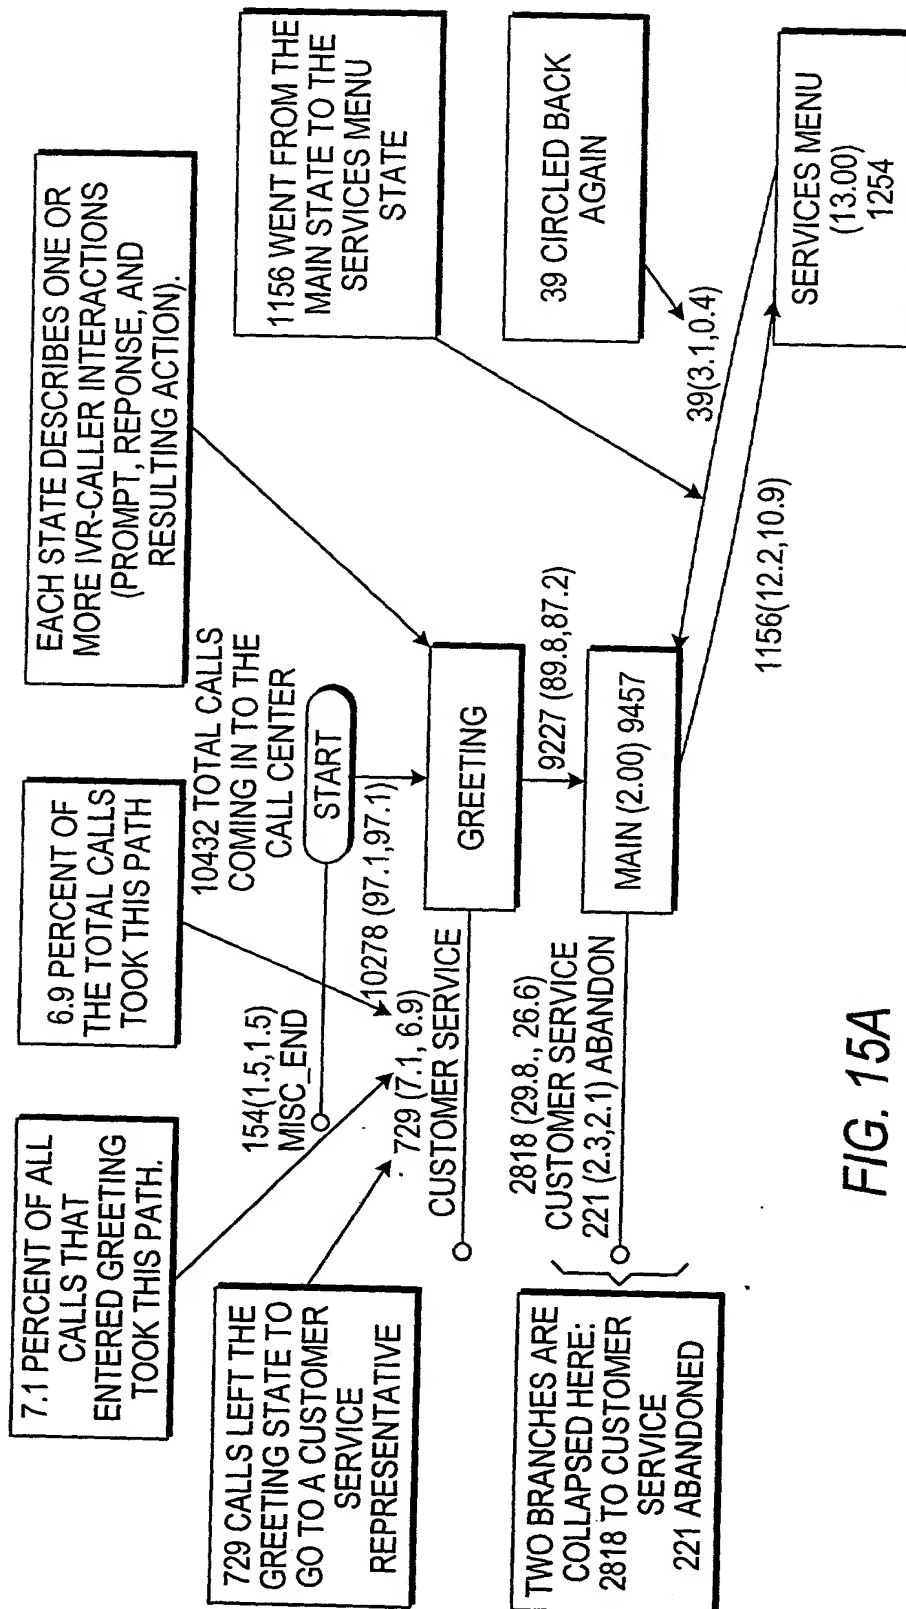 7.1 PERCENT OF ALL
CALLS THAT
ENTERED GREETING
TOOK THIS PATH.
6.9 PERCENT OF
THE TOTAL CALLS
TOOK THIS PATH
EACH STATE DESCRIBES ONE OR
MORE IVR-CALLER INTERACTIONS
(PROMPT, REPONSE, AND
RESULTING ACTION).
10432 TOTAL CALLS
COMING IN TO THE
CALL CENTER
154(1.5,1.5)
MISC_END
START
10278 (97.1,97.1)
729 CALLS LEFT THE
GREETING STATE TO
GO TO A CUSTOMER
SERVICE
REPRESENTATIVE
729 (7.1, 6.9)
CUSTOMER SERVICE
GREETING
1156 WENT FROM THE
MAIN STATE TO THE
SERVICES MENU
STATE
9227 (89.8,87.2)
TWO BRANCHES ARE
COLLAPSED HERE:
2818 TO CUSTOMER
SERVICE
221 ABANDONED
2818 (29.8., 26.6)
CUSTOMER SERVICE
221 (2.3,2.1) ABANDON
MAIN (2.00) 9457
39 CIRCLED BACK
AGAIN
39(3.1,0.4)
1156(12.2,10.9)
SERVICES MENU
(13.00)
1254
FIG. 15A